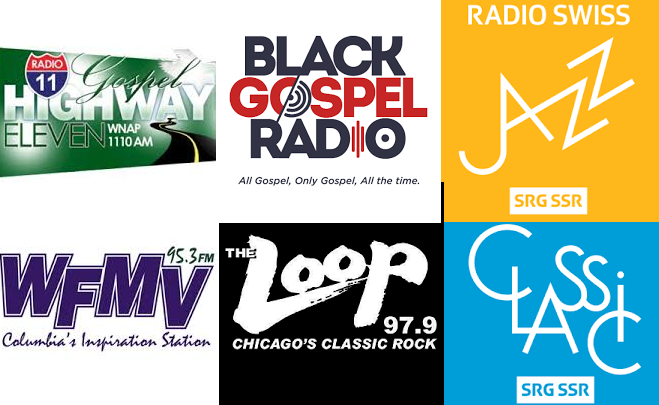 RADIO
11
Gospel
HIGHWAY
ELEVEN WNAP
1110 AM
BLACK
GOSPEL
RADIO
All Gospel, Only Gospel, All the time.
RADIO SWISS
JAZZ
SRG SSR
95.3 FM
WFMV
Columbia's Inspiration Station
THE
LOOP
97.9
CHICAGO'S CLASSIC ROCK
CLASSiC
SRG SSR